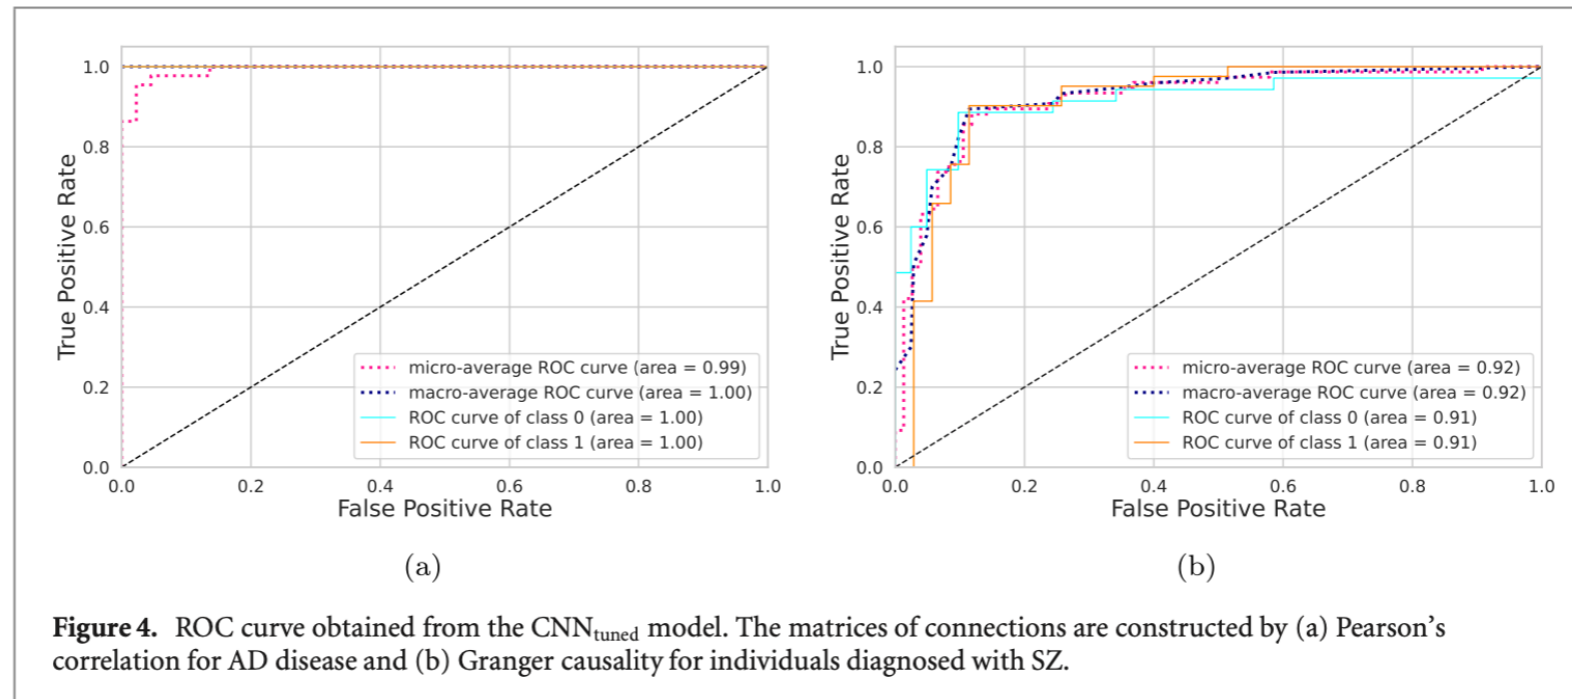 True Positive Rate
1.0
0.8
0.6
0.4
0.2
0.0
micro-average ROC curve (area = 0.99)
macro-average ROC curve (area = 1.00)
ROC curve of class 0 (area = 1.00)
ROC curve of class 1 (area = 1.00)
0.0 0.2 0.4 0.6 0.8 1.0
False Positive Rate
(a)
True Positive Rate
1.0
0.8
0.6
0.4
0.2
0.0
micro-average ROC curve (area = 0.92)
macro-average ROC curve (area = 0.92)
ROC curve of class 0 (area = 0.91)
ROC curve of class 1 (area = 0.91)
0.0 0.2 0.4 0.6 0.8 1.0
False Positive Rate
(b)
Figure 4. ROC curve obtained from the CNNtuned model. The matrices of connections are constructed by (a) Pearson's
correlation for AD disease and (b) Granger causality for individuals diagnosed with SZ.